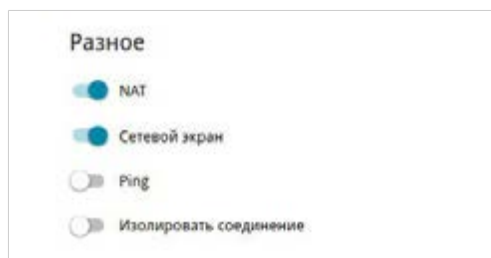 Разное
NAT
Сетевой экран
Ping
Изолировать соединение